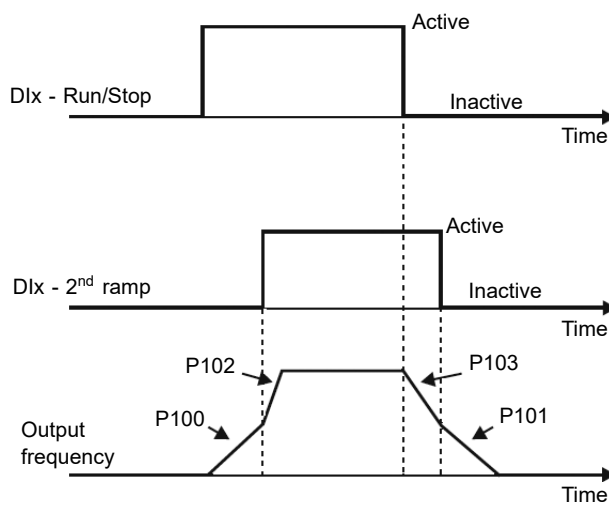 Active
DIx - Run/Stop
Inactive
Time
Active
DIx - 2nd ramp
Inactive
Time
P102
P103
P100
P101
Output
frequency
Time